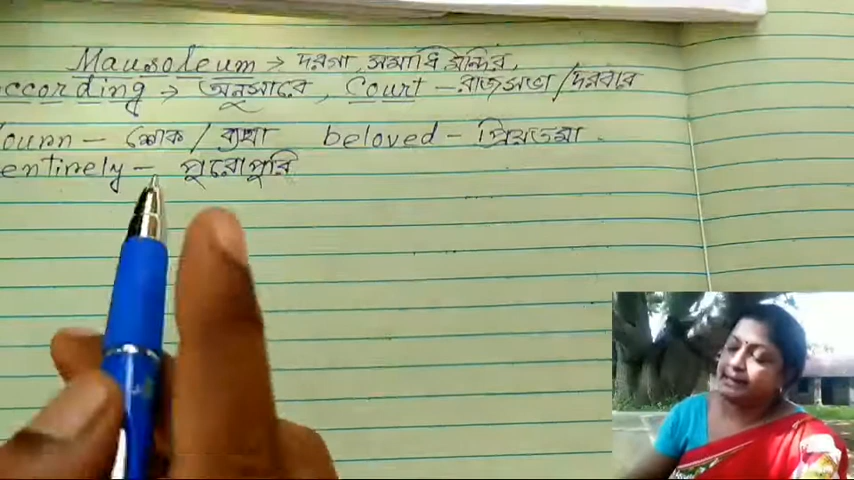 Mausoleum → দরগা, সমাধি মন্দির
ccording → অনুসারে, Court - রাজসভা / দরবার
ourn - শোক / ব্যথা beloved - প্রিয়তমা
entirely - পুরোপুরি